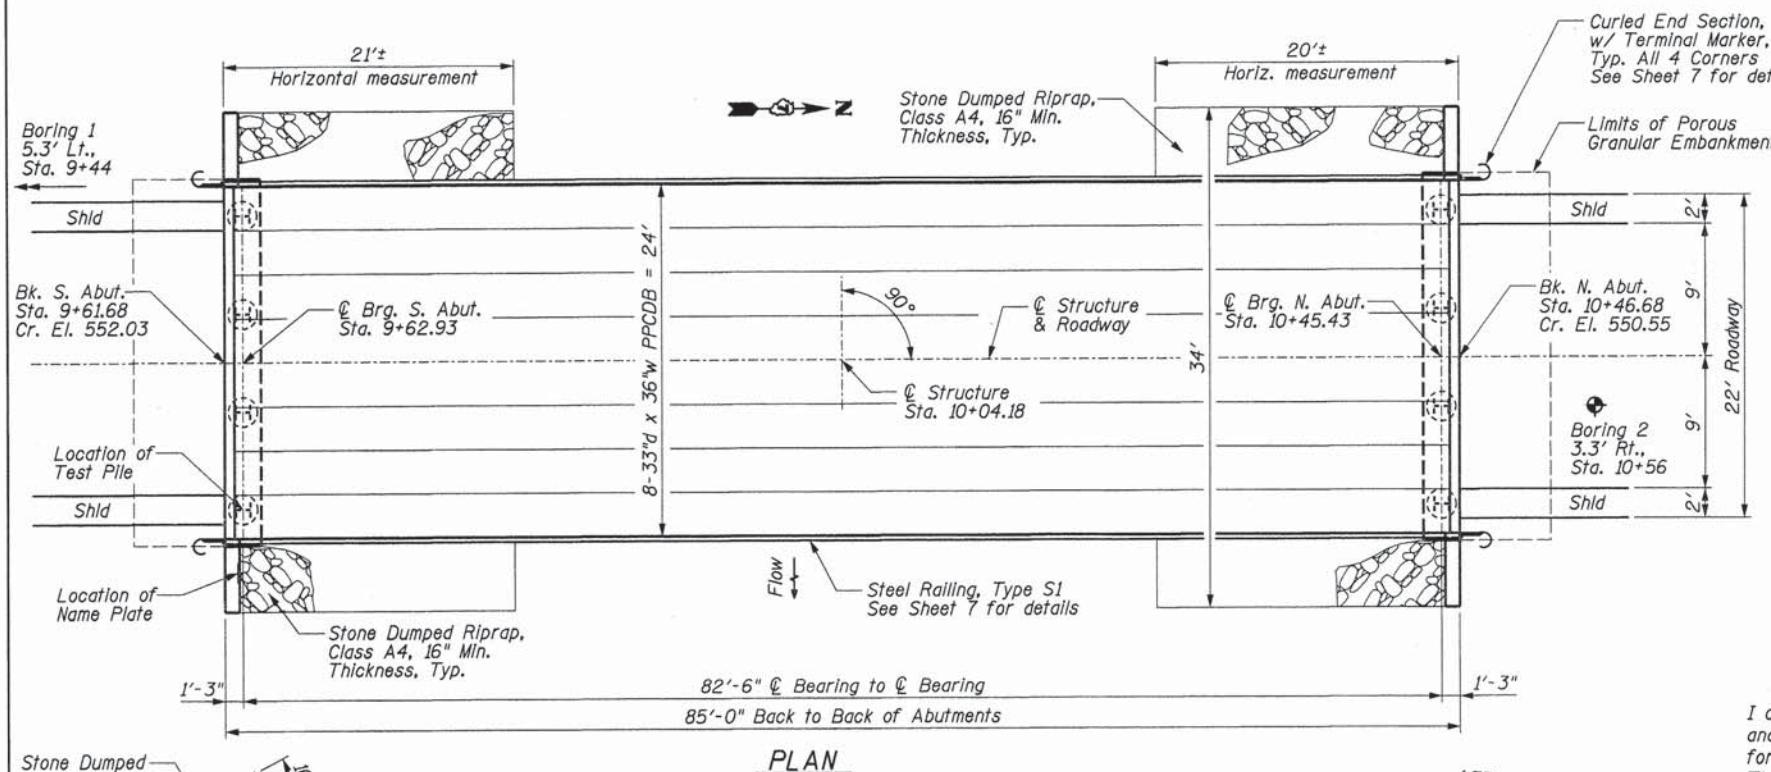 21'±
Horizontal measurement
20'±
Horiz. measurement
Curled End Section,
w/ Terminal Marker,
Typ. All 4 Corners
See Sheet 7 for
Stone Dumped Riprap,
Class A4, 16" Min.
Thickness, Typ.
N
Limits of Porous
Granular
Boring 1
5.3' Lt.,
Sta. 9+44
Shld
Shld
2'
9'
9'
2'
22' Roadway
Bk. S. Abut.
Sta. 9+61.68
Cr. El. 552.03
℄ Brg. S. Abut.
Sta. 9+62.93
8-33"d x 36"w PPCDB = 24'
90°
℄ Structure
& Roadway
℄ Brg. N. Abut.
Sta. 10+45.43
Bk. N. Abut.
Sta. 10+46.68
Cr. El. 550.55
34'
℄ Structure
Sta. 10+04.18
Boring 2
3.3' Rt.,
Sta. 10+56
Location of
Test Pile
Shld
Shld
Location of
Name Plate
Flow
Steel Railing, Type S1
See Sheet 7 for details
Stone Dumped Riprap,
Class A4, 16" Min.
Thickness, Typ.
1'-3"
82'-6" ℄ Bearing to ℄ Bearing
1'-3"
85'-0" Back to Back of Abutments
PLAN
Stone Dumped
I